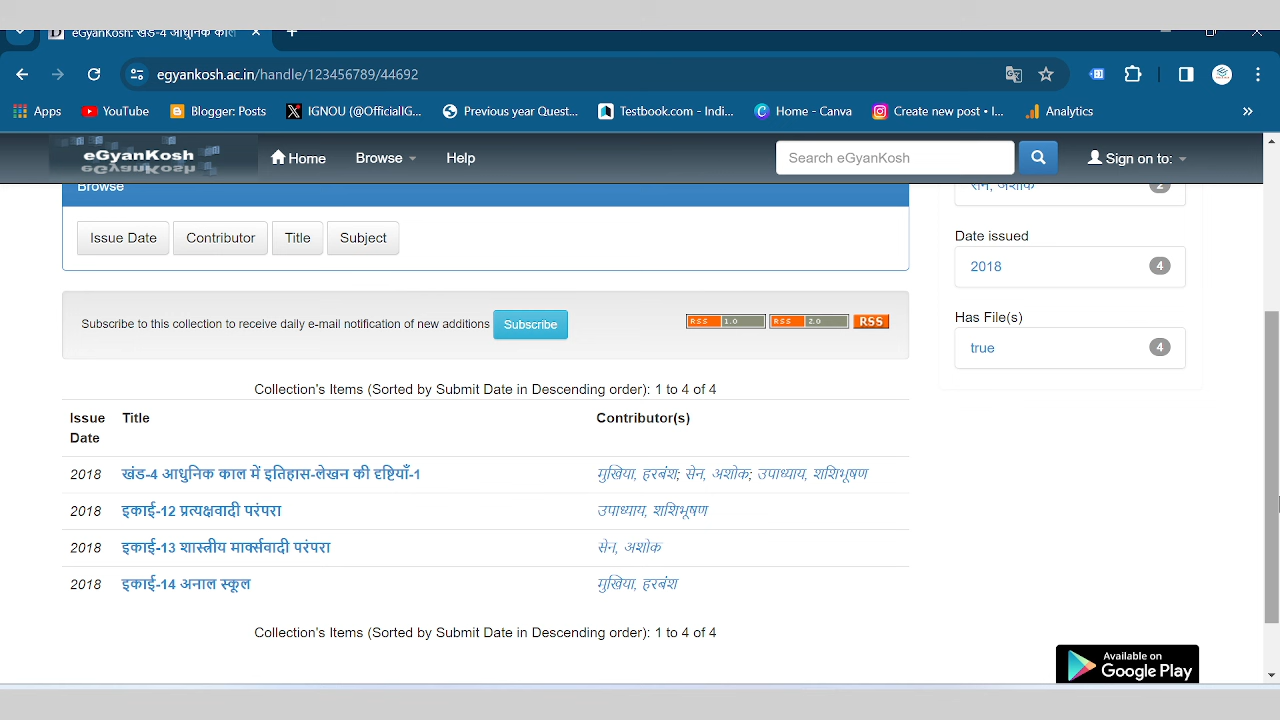 eGyanKosh: खंड-4 आधुनिक काल
egyankosh.ac.in/handle/123456789/44692
Apps YouTube Blogger: Posts IGNOU (@OfficialIG... Previous year Quest... Testbook.com - Indi... Home - Canva Create new post • I... Analytics »
eGyanKosh Home Browse Help Search eGyanKosh Sign on to:
Browse
सेन, अशोक 2
Issue Date Contributor Title Subject
Date issued
2018 4
Subscribe to this collection to receive daily e-mail notification of new additions Subscribe RSS 1.0 RSS 2.0 RSS
Has File(s)
true 4
Collection's Items (Sorted by Submit Date in Descending order): 1 to 4 of 4
Issue Date Title Contributor(s)
2018 खंड-4 आधुनिक काल में इतिहास-लेखन की दृष्टियाँ-1 मुखिया, हरबंश; सेन, अशोक; उपाध्याय, शशिभूषण
2018 इकाई-12 प्रत्यक्षवादी परंपरा उपाध्याय, शशिभूषण
2018 इकाई-13 शास्त्रीय मार्क्सवादी परंपरा सेन, अशोक
2018 इकाई-14 अनाल स्कूल मुखिया, हरबंश
Collection's Items (Sorted by Submit Date in Descending order): 1 to 4 of 4
Available on
Google Play